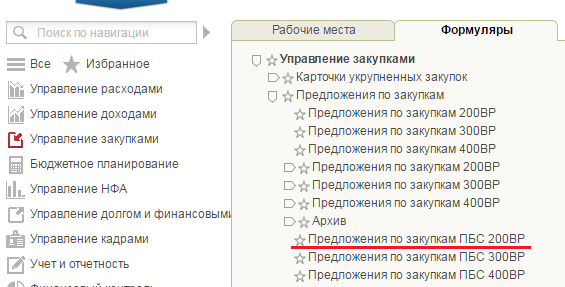 Поиск по навигации
Все Избранное
Управление расходами
Управление доходами
Управление закупками
Бюджетное планирование
Управление НФА
Управление долгом и финансовыми
Управление кадрами
Учет и отчетность
Финансовый контроль
Рабочие места Формуляры
Управление закупками
Карточки укрупненных закупок
Предложения по закупкам
Предложения по закупкам 200ВР
Предложения по закупкам 300ВР
Предложения по закупкам 400ВР
Предложения по закупкам 200ВР
Предложения по закупкам 300ВР
Предложения по закупкам 400ВР
Архив
Предложения по закупкам ПБС 200ВР
Предложения по закупкам ПБС 300ВР
Предложения по закупкам ПБС 400ВР